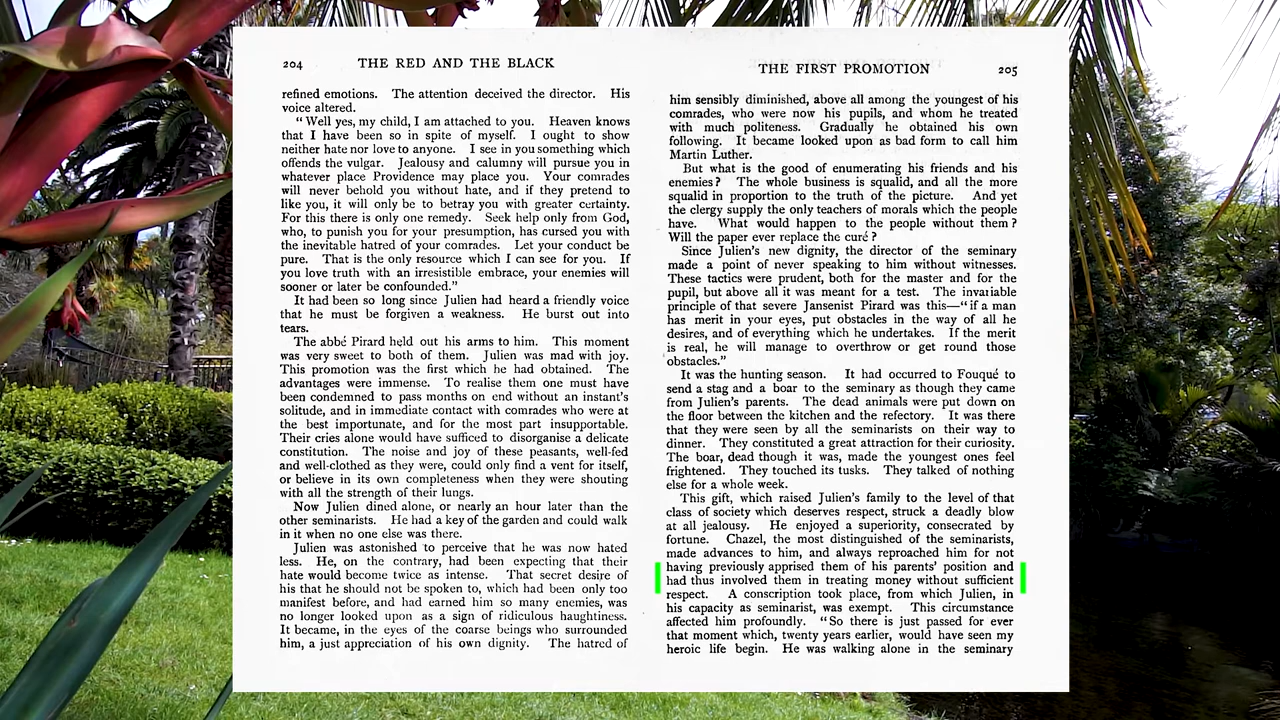 204 THE RED AND THE BLACK
refined emotions. The attention deceived the director. His
voice altered.
"Well yes, my child, I am attached to you. Heaven knows
that I have been so in spite of myself. I ought to show
neither hate nor love to anyone. I see in you something which
offends the vulgar. Jealousy and calumny will pursue you in
whatever place Providence may place you. Your comrades
will never behold you without hate, and if they pretend to
like you, it will only be to betray you with greater certainty.
For this there is only one remedy. Seek help only from God,
who, to punish you for your presumption, has cursed you with
the inevitable hatred of your comrades. Let your conduct be
pure. That is the only resource which I can see for you. If
you love truth with an irresistible embrace, your enemies will
sooner or later be confounded."
It had been so long since Julien had heard a friendly voice
that he must be forgiven a weakness. He burst out into
tears.
The abbé Pirard held out his arms to him. This moment
was very sweet to both of them. Julien was mad with joy.
This promotion was the first which he had obtained. The
advantages were immense. To realise them one must have
been condemned to pass months on end without an instant's
solitude, and in immediate contact with comrades who were at
the best importunate, and for the most part insupportable.
Their cries alone would have sufficed to disorganise a delicate
constitution. The noise and joy of these peasants, well-fed
and well-clothed as they were, could only find a vent for itself,
or believe in its own completeness when they were shouting
with all the strength of their lungs.
Now Julien dined alone, or nearly an hour later than the
other seminarists. He had a key of the garden and could walk
in it when no one else was there.
Julien was astonished to perceive that he was now hated
less. He, on the contrary, had been expecting that their
hate would become twice as intense. That secret desire of
his that he should not be spoken to, which had been only too
manifest before, and had earned him so many enemies, was
no longer looked upon as a sign of ridiculous haughtiness.
It became, in the eyes of the coarse beings who surrounded
him, a just appreciation of his own dignity. The hatred of
THE FIRST PROMOTION 205
him sensibly diminished, above all among the youngest of his
comrades, who were now his pupils, and whom he treated
with much politeness. Gradually he obtained his own
following. It became looked upon as bad form to call him
Martin Luther.
But what is the good of enumerating his friends and his
enemies? The whole business is squalid, and all the more
squalid in proportion to the truth of the picture. And yet
the clergy supply the only teachers of morals which the people
have. What would happen to the people without them?
Will the paper ever replace the curé?
Since Julien's new dignity, the director of the seminary
made a point of never speaking to him without witnesses.
These tactics were prudent, both for the master and for the
pupil, but above all it was meant for a test. The invariable
principle of that severe Jansenist Pirard was this—"if a man
has merit in your eyes, put obstacles in the way of all he
desires, and of everything which he undertakes. If the merit
is real, he will manage to overthrow or get round those
obstacles."
It was the hunting season. It had occurred to Fouqué to
send a stag and a boar to the seminary as though they came
from Julien's parents. The dead animals were put down on
the floor between the kitchen and the refectory. It was there
that they were seen by all the seminarists on their way to
dinner. They constituted a great attraction for their curiosity.
The boar, dead though it was, made the youngest ones feel
frightened. They touched its tusks. They talked of nothing
else for a whole week.
This gift, which raised Julien's family to the level of that
class of society which deserves respect, struck a deadly blow
at all jealousy. He enjoyed a superiority, consecrated by
fortune. Chazel, the most distinguished of the seminarists,
made advances to him, and always reproached him for not
having previously apprised them of his parents' position and
had thus involved them in treating money without sufficient
respect. A conscription took place, from which Julien, in
his capacity as seminarist, was exempt. This circumstance
affected him profoundly. "So there is just passed for ever
that moment which, twenty years earlier, would have seen my
heroic life begin. He was walking alone in the seminary